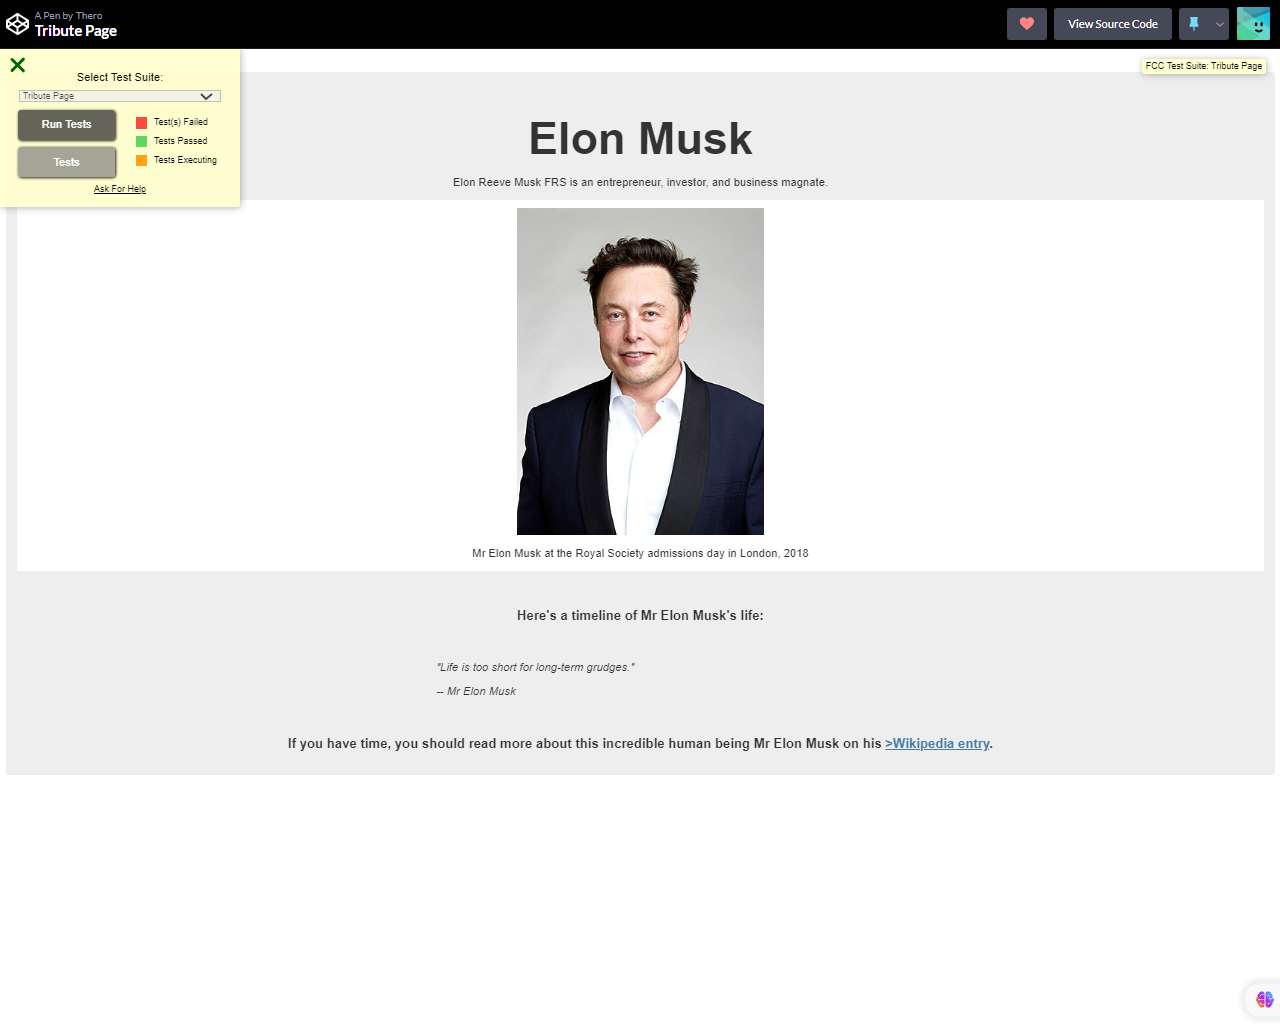 A Pen by Thero
Tribute Page
View Source Code
Select Test Suite:
Tribute Page
Run Tests
Tests
Test(s) Failed
Tests Passed
Tests Executing
Ask For Help
FCC Test Suite: Tribute Page
Elon Musk
Elon Reeve Musk FRS is an entrepreneur, investor, and business magnate.
Mr Elon Musk at the Royal Society admissions day in London, 2018
Here's a timeline of Mr Elon Musk's life:
"Life is too short for long-term grudges."
-- Mr Elon Musk
If you have time, you should read more about this incredible human being Mr Elon Musk on his >Wikipedia entry.